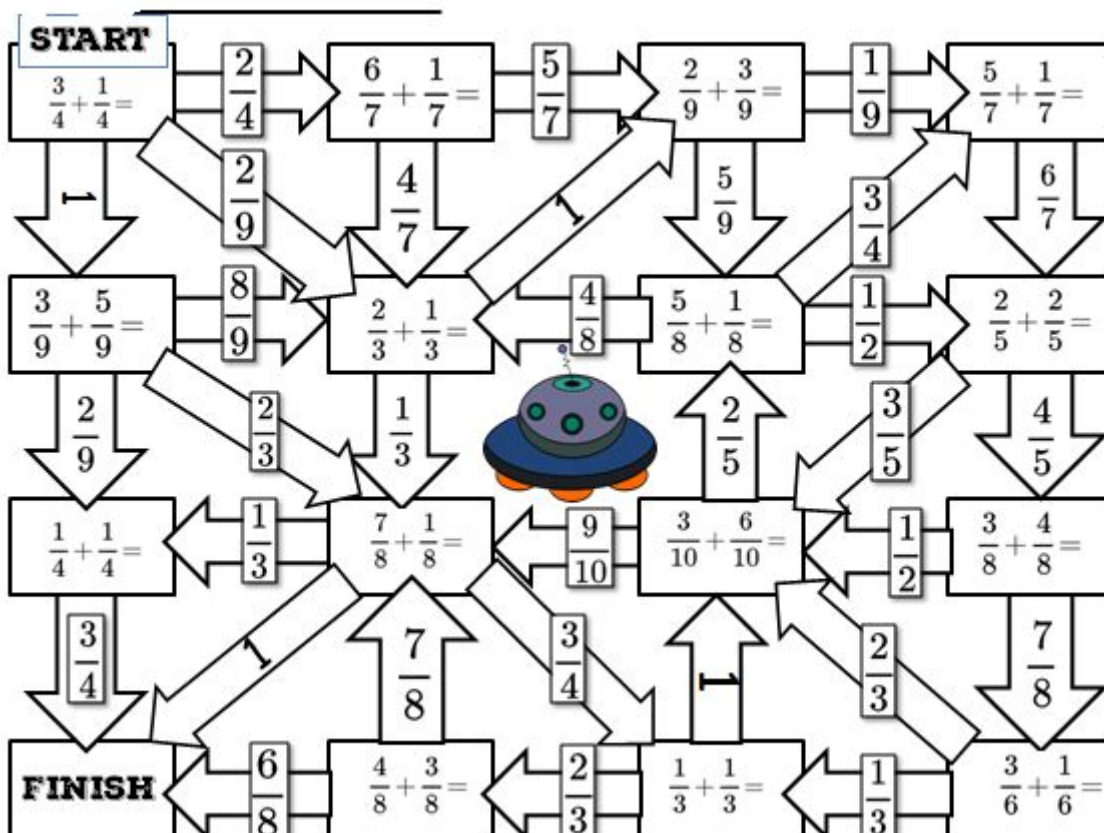 START
3/4 + 1/4 =
2/4
6/7 + 1/7 =
5/7
2/9 + 3/9 =
1/9
5/7 + 1/7 =
1
2/9
4/7
1
5/9
3/4
6/7
3/9 + 5/9 =
8/9
2/3 + 1/3 =
4/8
5/8 + 1/8 =
1/2
2/5 + 2/5 =
2/9
2/3
1/3
2/5
3/5
4/5
1/4 + 1/4 =
1/3
7/8 + 1/8 =
9/10
3/10 + 6/10 =
1/2
3/8 + 4/8 =
3/4
1
7/8
3/4
1
2/3
7/8
FINISH
6/8
4/8 + 3/8 =
2/3
1/3 + 1/3 =
1/3
3/6 + 1/6 =